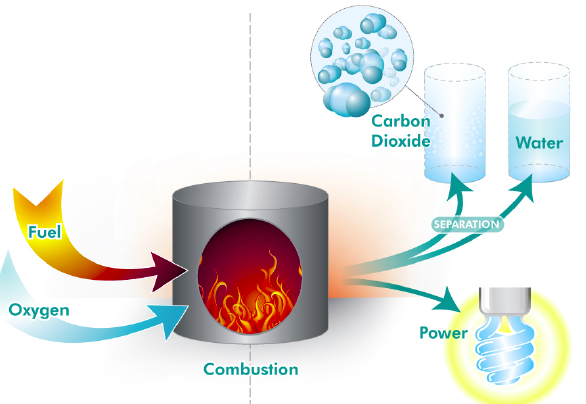 Carbon
Dioxide
Water
SEPARATION
Fuel
Oxygen
Power
Combustion